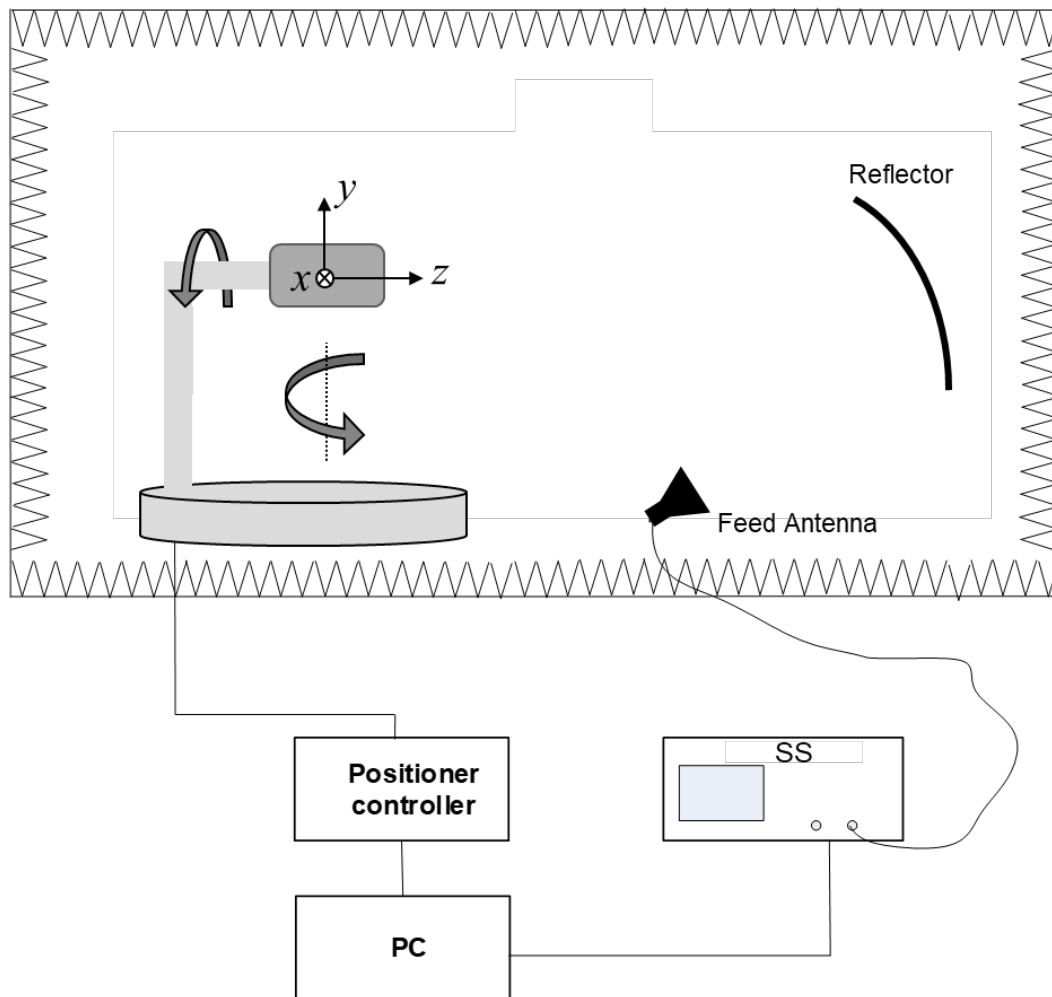 Reflector
y
x
z
Feed Antenna
SS
Positioner
controller
PC